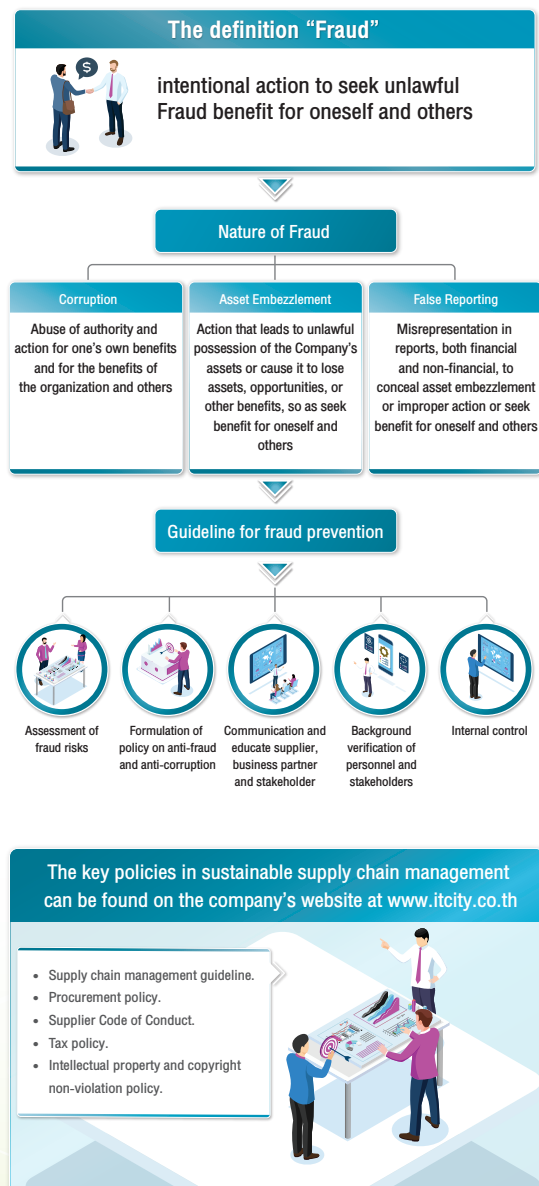 The definition “Fraud”
$
intentional action to seek unlawful
Fraud benefit for oneself and others
Nature of Fraud
Corruption
Abuse of authority and
action for one’s own benefits
and for the benefits of
the organization and others
Asset Embezzlement
Action that leads to unlawful
possession of the Company’s
assets or cause it to lose
assets, opportunities, or
other benefits, so as seek
benefit for oneself and
others
False Reporting
Misrepresentation in
reports, both financial
and non-financial, to
conceal asset embezzlement
or improper action or seek
benefit for oneself and others
Guideline for fraud prevention
Assessment of
fraud risks
Formulation of
policy on anti-fraud
and anti-corruption
Communication and
educate supplier,
business partner
and stakeholder
Background
verification of
personnel and
stakeholders
Internal control
The key policies in sustainable supply chain management
can be found on the company’s website at www.itcity.co.th
• Supply chain management guideline.
• Procurement policy.
• Supplier Code of Conduct.
• Tax policy.
• Intellectual property and copyright
non-violation policy.